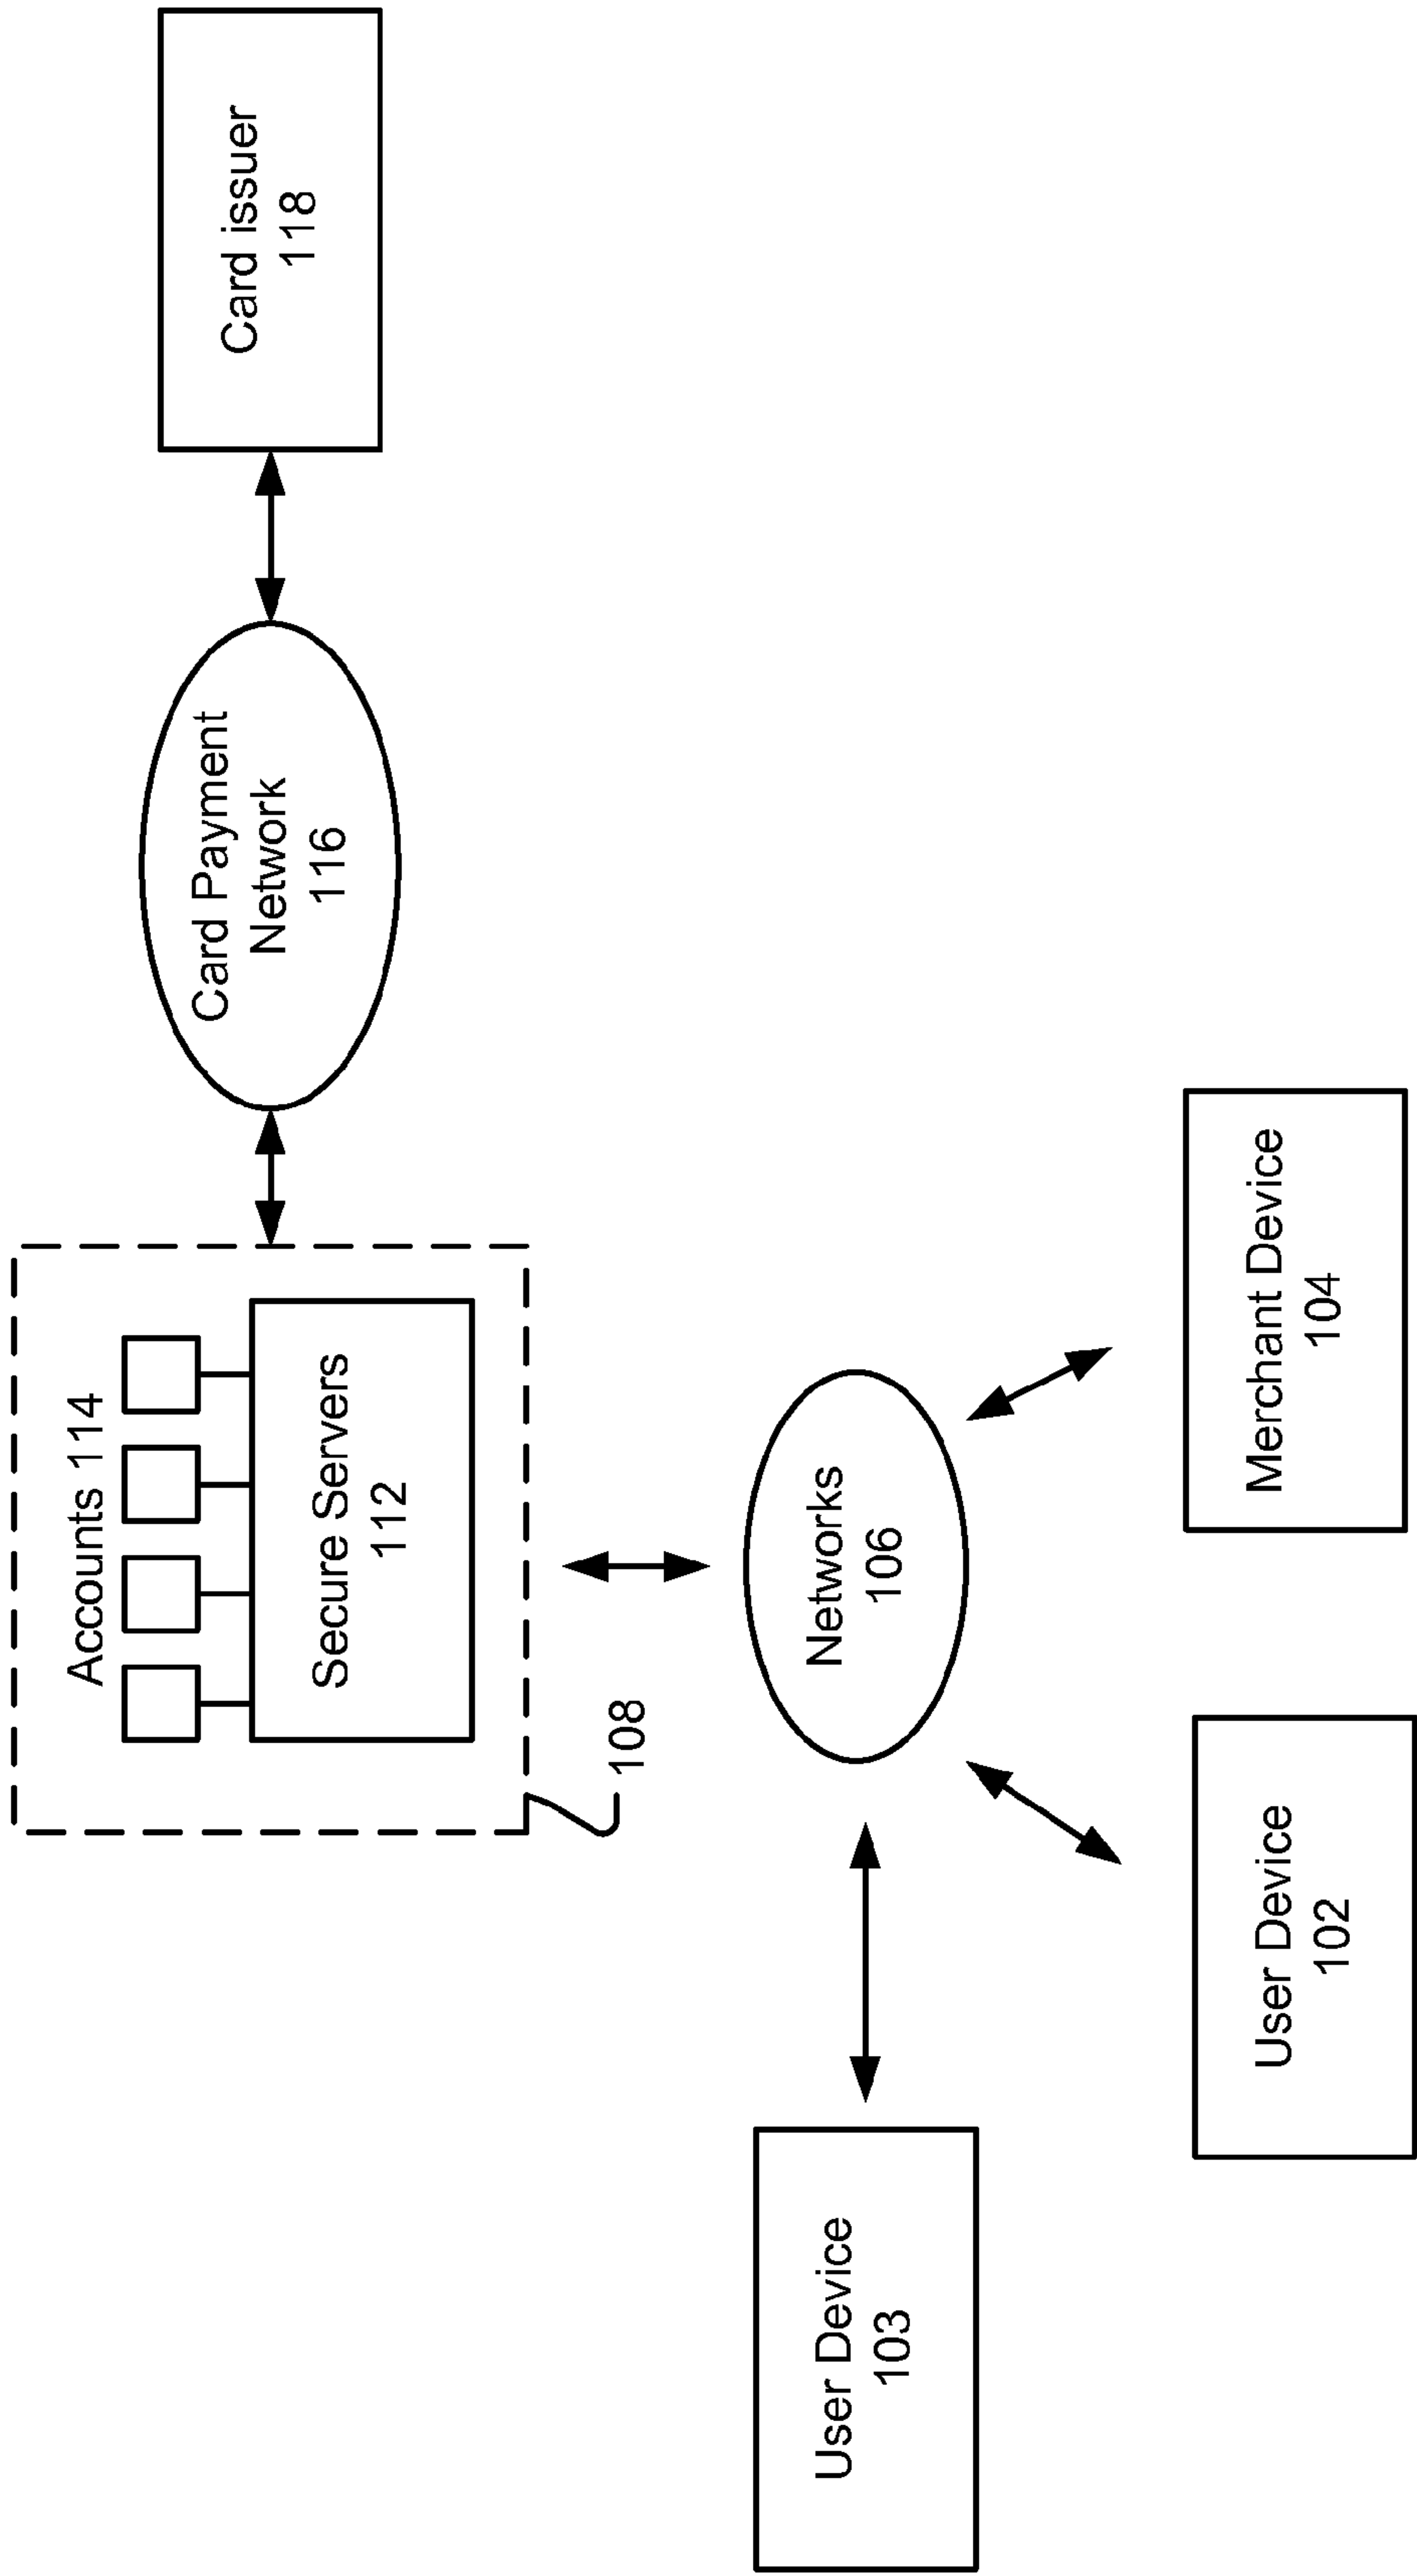 Accounts 114
Secure Servers
112
Card Payment
Network
116
Card issuer
118
108
Networks
106
User Device
103
User Device
102
Merchant Device
104